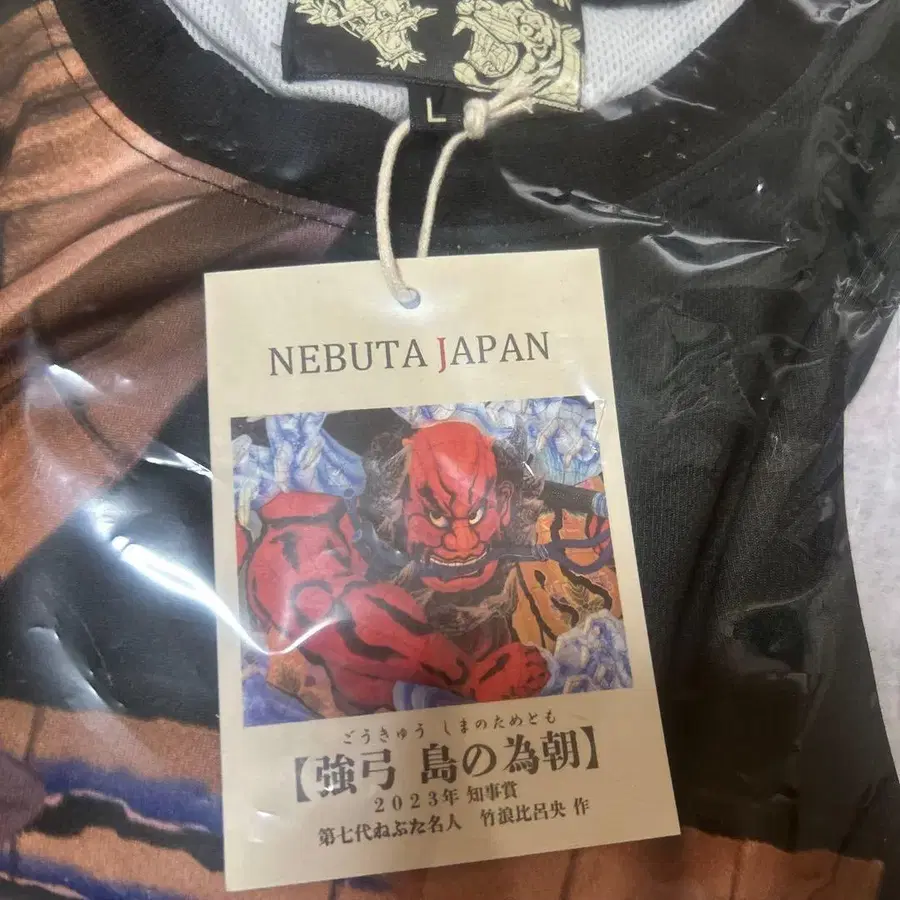 L
NEBUTA JAPAN
ごうきゅう しまのためとも
【強弓 島の為朝】
2023年 知事賞
第七代ねぶた名人 竹浪比呂央 作